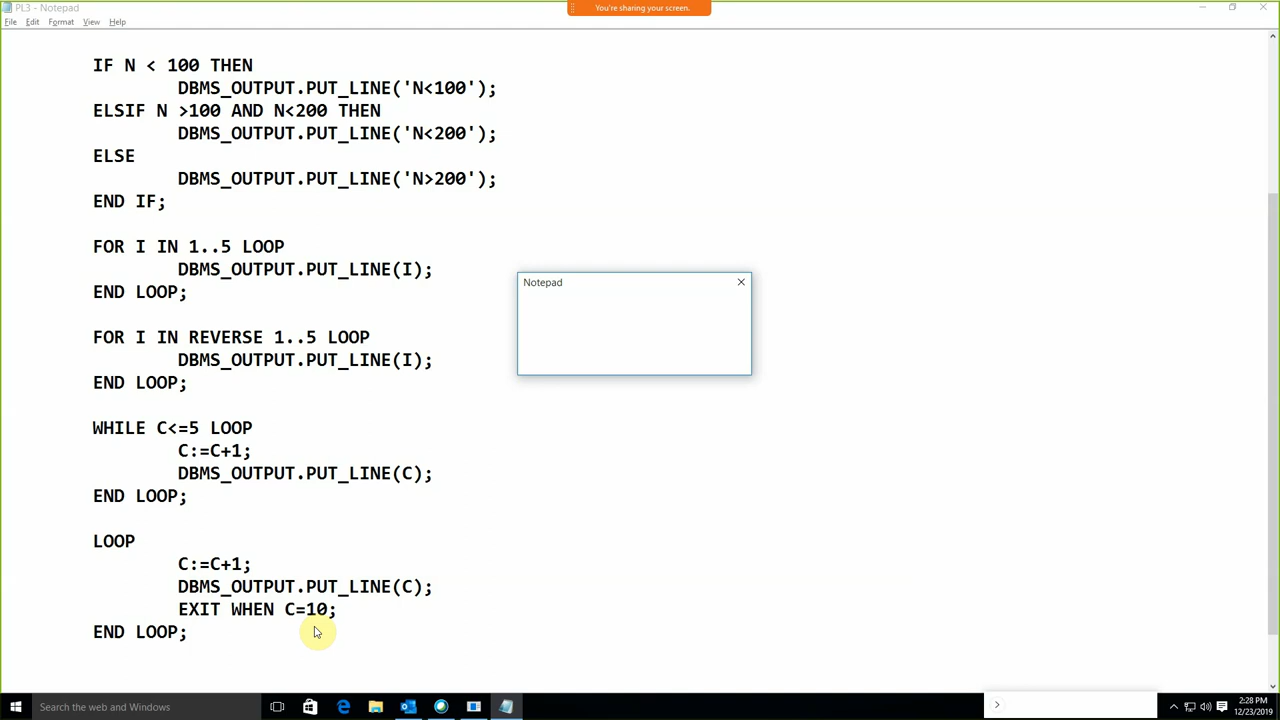 PL3 - Notepad
You're sharing your screen.
File Edit Format View Help
IF N < 100 THEN
DBMS_OUTPUT.PUT_LINE('N<100');
ELSIF N >100 AND N<200 THEN
DBMS_OUTPUT.PUT_LINE('N<200');
ELSE
DBMS_OUTPUT.PUT_LINE('N>200');
END IF;
FOR I IN 1..5 LOOP
DBMS_OUTPUT.PUT_LINE(I);
END LOOP;
Notepad
FOR I IN REVERSE 1..5 LOOP
DBMS_OUTPUT.PUT_LINE(I);
END LOOP;
WHILE C<=5 LOOP
C:=C+1;
DBMS_OUTPUT.PUT_LINE(C);
END LOOP;
LOOP
C:=C+1;
DBMS_OUTPUT.PUT_LINE(C);
EXIT WHEN C=10;
END LOOP;
Search the web and Windows
2:28 PM
12/23/2019